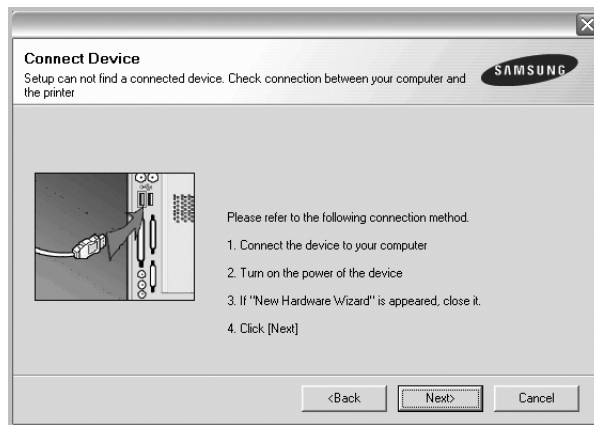 Connect Device
Setup can not find a connected device. Check connection between your computer and
the printer
SAMSUNG
Please refer to the following connection method.
1. Connect the device to your computer
2. Turn on the power of the device
3. If "New Hardware Wizard" is appeared, close it.
4. Click [Next]
<Back
Next>
Cancel